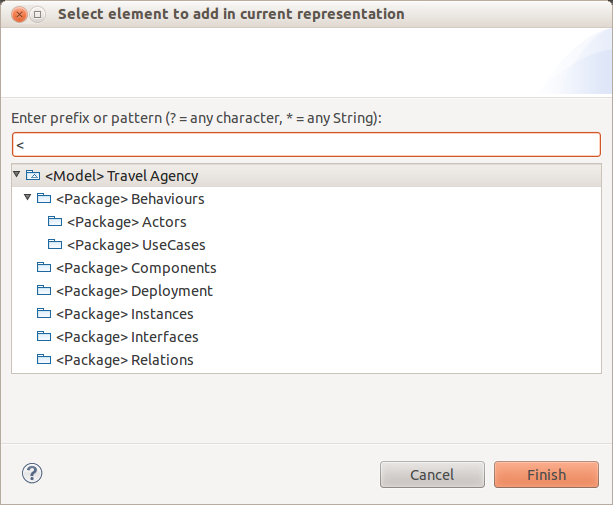 Select element to add in current representation
Enter prefix or pattern (? = any character, * = any String):
<
<Model> Travel Agency
<Package> Behaviours
<Package> Actors
<Package> UseCases
<Package> Components
<Package> Deployment
<Package> Instances
<Package> Interfaces
<Package> Relations
?
Cancel
Finish